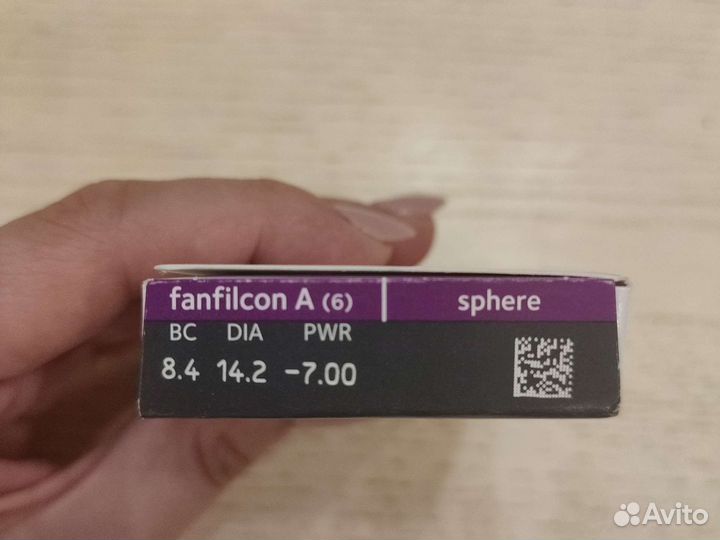 fanfilcon A (6) sphere
BC DIA PWR
8.4 14.2 -7.00
Avito